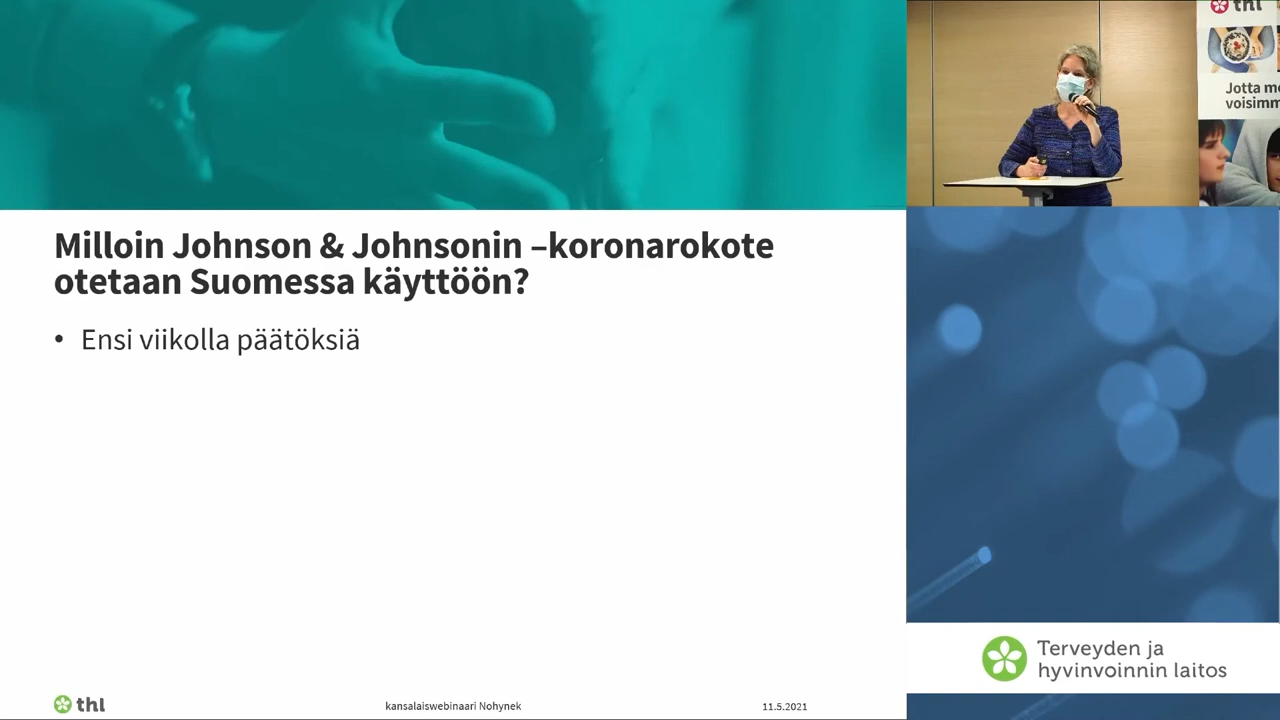 Milloin Johnson & Johnsonin –koronarokote
otetaan Suomessa käyttöön?
• Ensi viikolla päätöksiä
thl
kansalaiswebinaari Nohynek
11.5.2021
thl
Jotta
Terveyden ja
hyvinvoinnin laitos